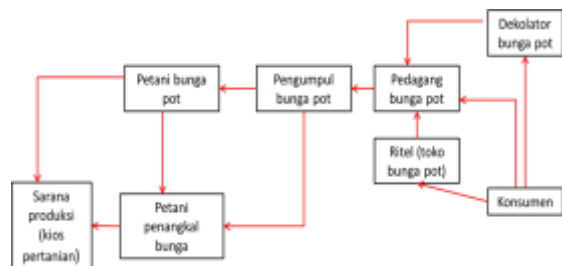 Dekolator
bunga pot
Petani bunga
pot
Pengumpul
bunga pot
Pedagang
bunga pot
Ritel (toko
bunga pot)
Sarana
produksi
(kios
pertanian)
Petani
penangkal
bunga
Konsumen